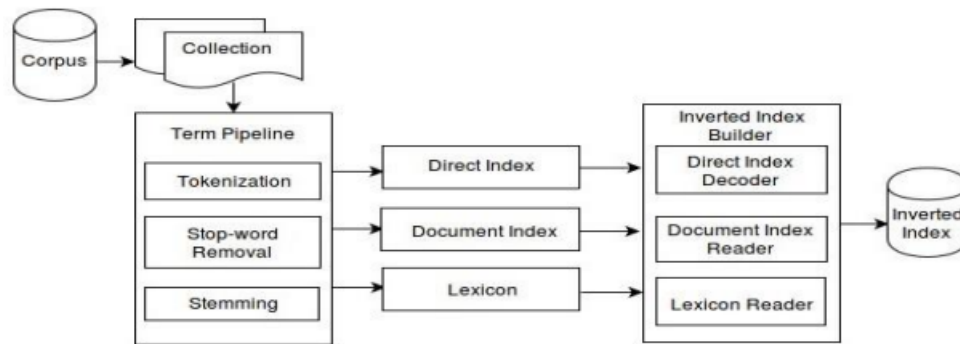 Corpus
Collection
Term Pipeline
Tokenization
Stop-word
Removal
Stemming
Direct Index
Document Index
Lexicon
Inverted Index
Builder
Direct Index
Decoder
Document Index
Reader
Lexicon Reader
Inverted
Index